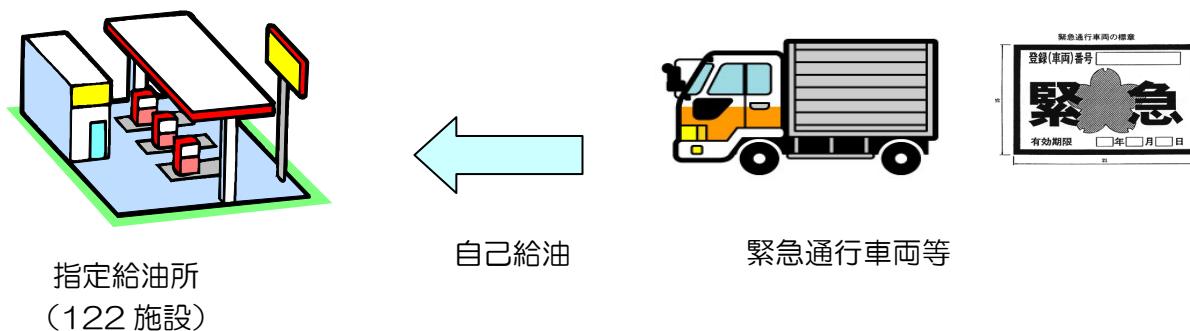 緊急通行車両の標章
登録(車両)番号
緊急
有効期限 年 月 日
21
自己給油
緊急通行車両等
指定給油所
（122 施設）